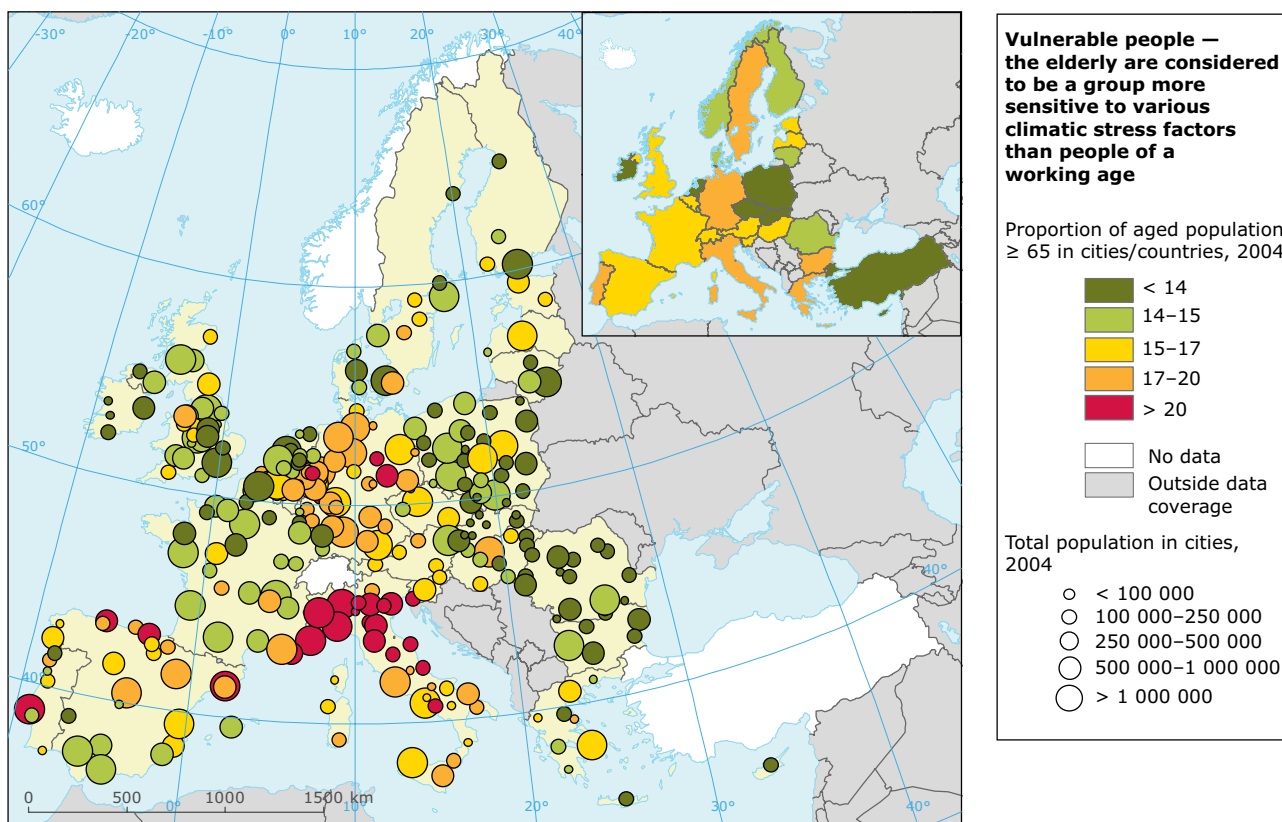 -30°
-20°
-10°
0°
10°
20°
30°
40°
50°
60°
70°
60°
50°
40°
40°
0 500 1000 1500 km
0°
10°
20°
30°
40°
Vulnerable people —
the elderly are considered
to be a group more
sensitive to various
climatic stress factors
than people of a
working age
Proportion of aged population
≥ 65 in cities/countries, 2004
< 14
14–15
15–17
17–20
> 20
No data
Outside data
coverage
Total population in cities,
2004
< 100 000
100 000–250 000
250 000–500 000
500 000–1 000 000
> 1 000 000